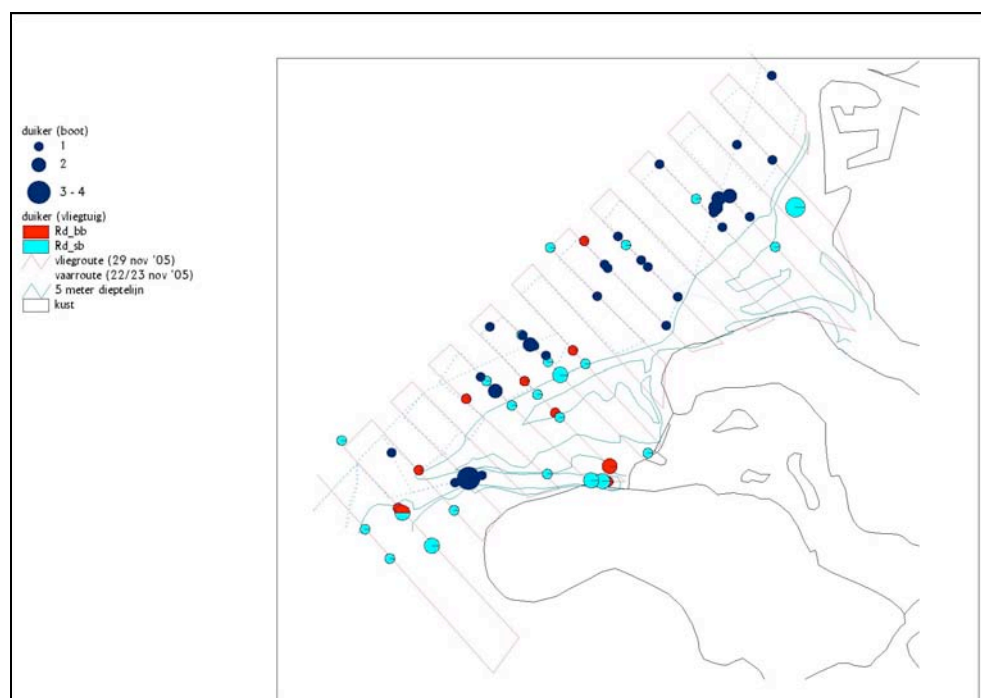 duiker (boot)
1
2
3 - 4
duiker (vliegtuig)
Rd_bb
Rd_sb
vliegroute (29 nov '05)
vaarroute (22/23 nov '05)
5 meter dieptelijn
kust